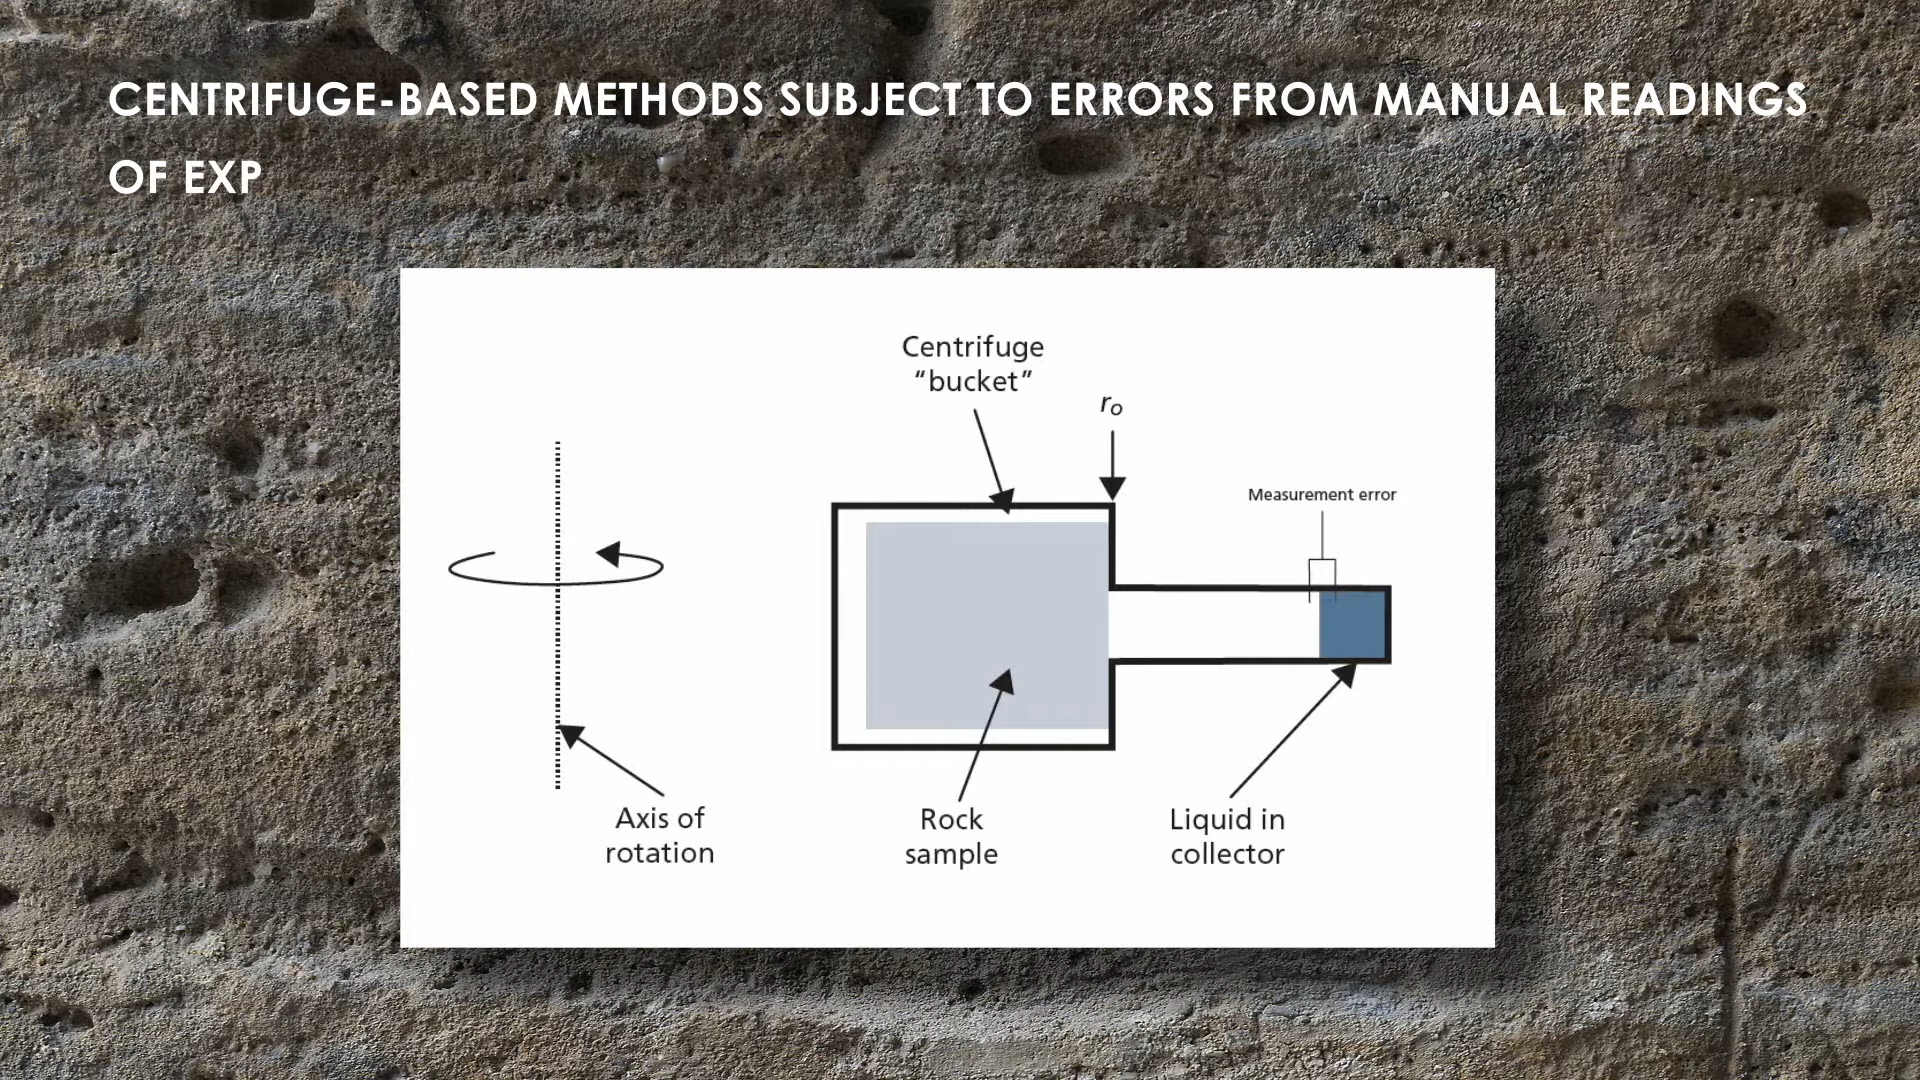 CENTRIFUGE-BASED METHODS SUBJECT TO ERRORS FROM MANUAL READINGS
OF EXP
Centrifuge
“bucket”
ro
Measurement error
Axis of
rotation
Rock
sample
Liquid in
collector